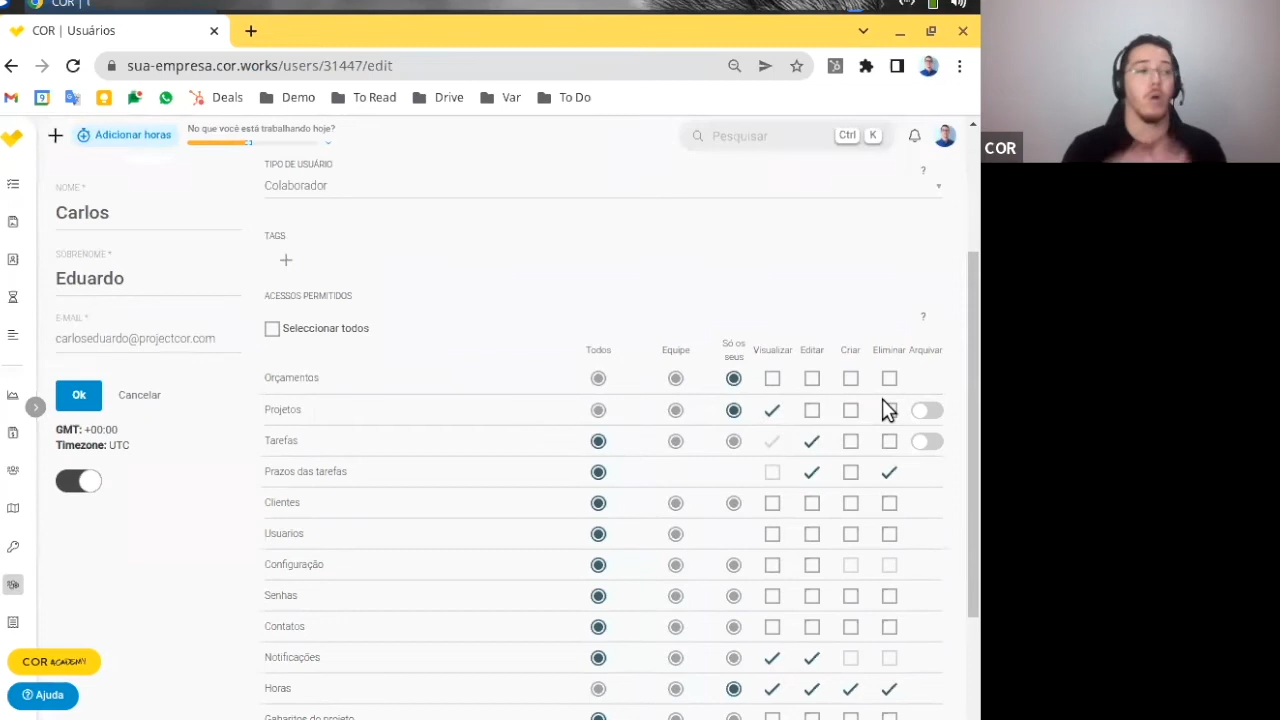 COR | Usuários
sua-empresa.cor.works/users/31447/edit
Deals
Demo
To Read
Drive
Var
To Do
Adicionar horas
No que você está trabalhando hoje?
Pesquisar
Ctrl
K
COR
NOME *
Carlos
SOBRENOME *
Eduardo
E-MAIL *
carloseduardo@projectcor.com
Ok
Cancelar
GMT: +00:00
Timezone: UTC
TIPO DE USUÁRIO
?
Colaborador
TAGS
ACESSOS PERMITIDOS
?
Seleccionar todos
Todos Equipe Só os seus Visualizar Editar Criar Eliminar Arquivar
Orçamentos
Projetos
Tarefas
Prazos das tarefas
Clientes
Usuarios
Configuração
Senhas
Contatos
Notificações
Horas
Gabaritos do projeto
COR ACADEMY
? Ajuda